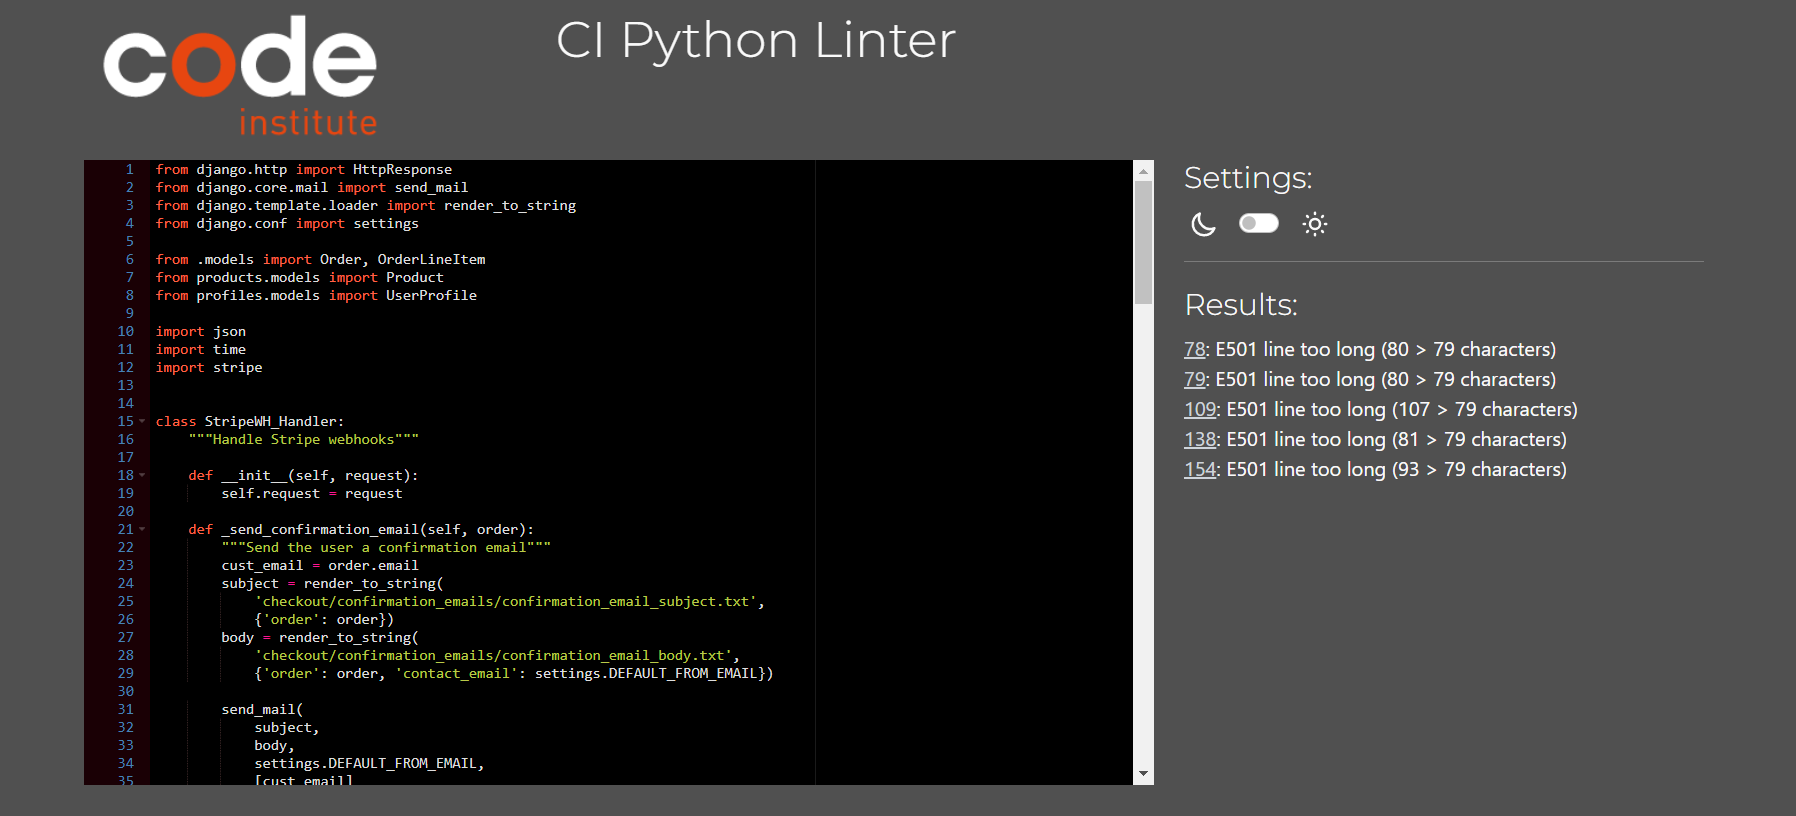 code
institute
CI Python Linter
1 from django.http import HttpResponse
2 from django.core.mail import send_mail
3 from django.template.loader import render_to_string
4 from django.conf import settings
5
6 from .models import Order, OrderLineItem
7 from products.models import Product
8 from profiles.models import UserProfile
9
10 import json
11 import time
12 import stripe
13
14
15 class StripeWH_Handler:
16     """Handle Stripe webhooks"""
17
18     def __init__(self, request):
19         self.request = request
20
21     def _send_confirmation_email(self, order):
22         """Send the user a confirmation email"""
23         cust_email = order.email
24         subject = render_to_string(
25             'checkout/confirmation_emails/confirmation_email_subject.txt',
26             {'order': order})
27         body = render_to_string(
28             'checkout/confirmation_emails/confirmation_email_body.txt',
29             {'order': order, 'contact_email': settings.DEFAULT_FROM_EMAIL})
30
31         send_mail(
32             subject,
33             body,
34             settings.DEFAULT_FROM_EMAIL,
35             [cust_email]
Settings:
Results:
78: E501 line too long (80 > 79 characters)
79: E501 line too long (80 > 79 characters)
109: E501 line too long (107 > 79 characters)
138: E501 line too long (81 > 79 characters)
154: E501 line too long (93 > 79 characters)